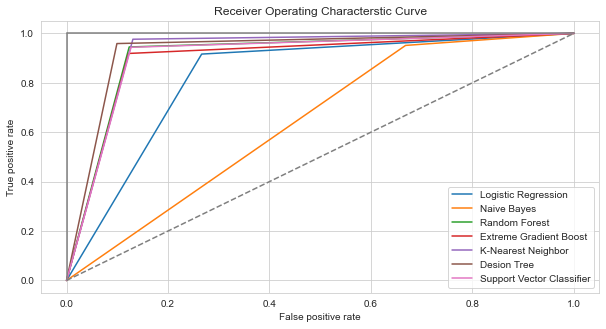 Receiver Operating Characterstic Curve
True positive rate
1.0
0.8
0.6
0.4
0.2
0.0
Logistic Regression
Naive Bayes
Random Forest
Extreme Gradient Boost
K-Nearest Neighbor
Desion Tree
Support Vector Classifier
0.0 0.2 0.4 0.6 0.8 1.0
False positive rate